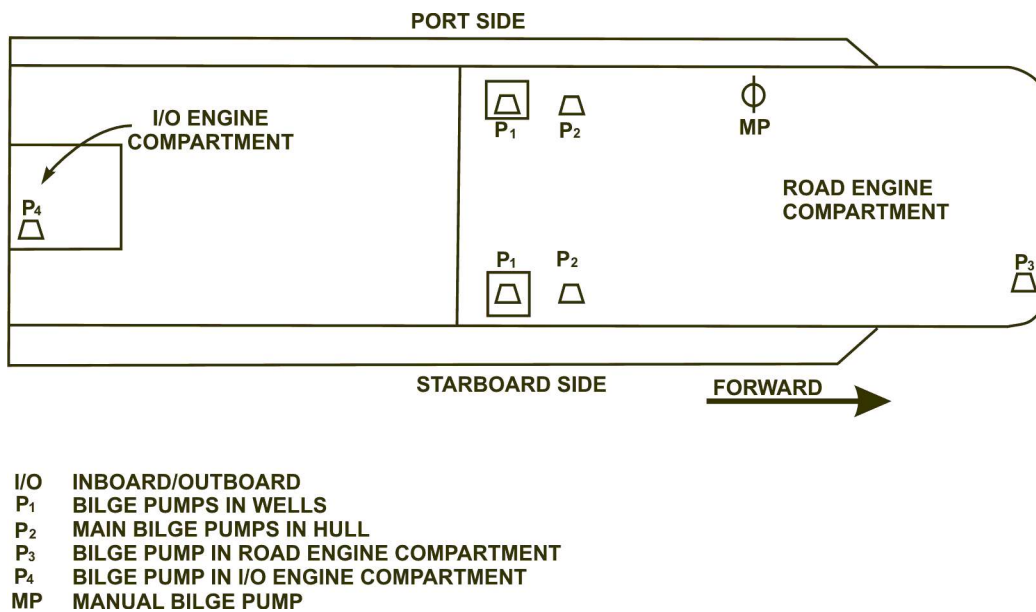 PORT SIDE
I/O ENGINE
COMPARTMENT
P1
P2
MP
ROAD ENGINE
COMPARTMENT
P4
P1
P2
P3
STARBOARD SIDE
FORWARD
I/O INBOARD/OUTBOARD
P1 BILGE PUMPS IN WELLS
P2 MAIN BILGE PUMPS IN HULL
P3 BILGE PUMP IN ROAD ENGINE COMPARTMENT
P4 BILGE PUMP IN I/O ENGINE COMPARTMENT
MP MANUAL BILGE PUMP